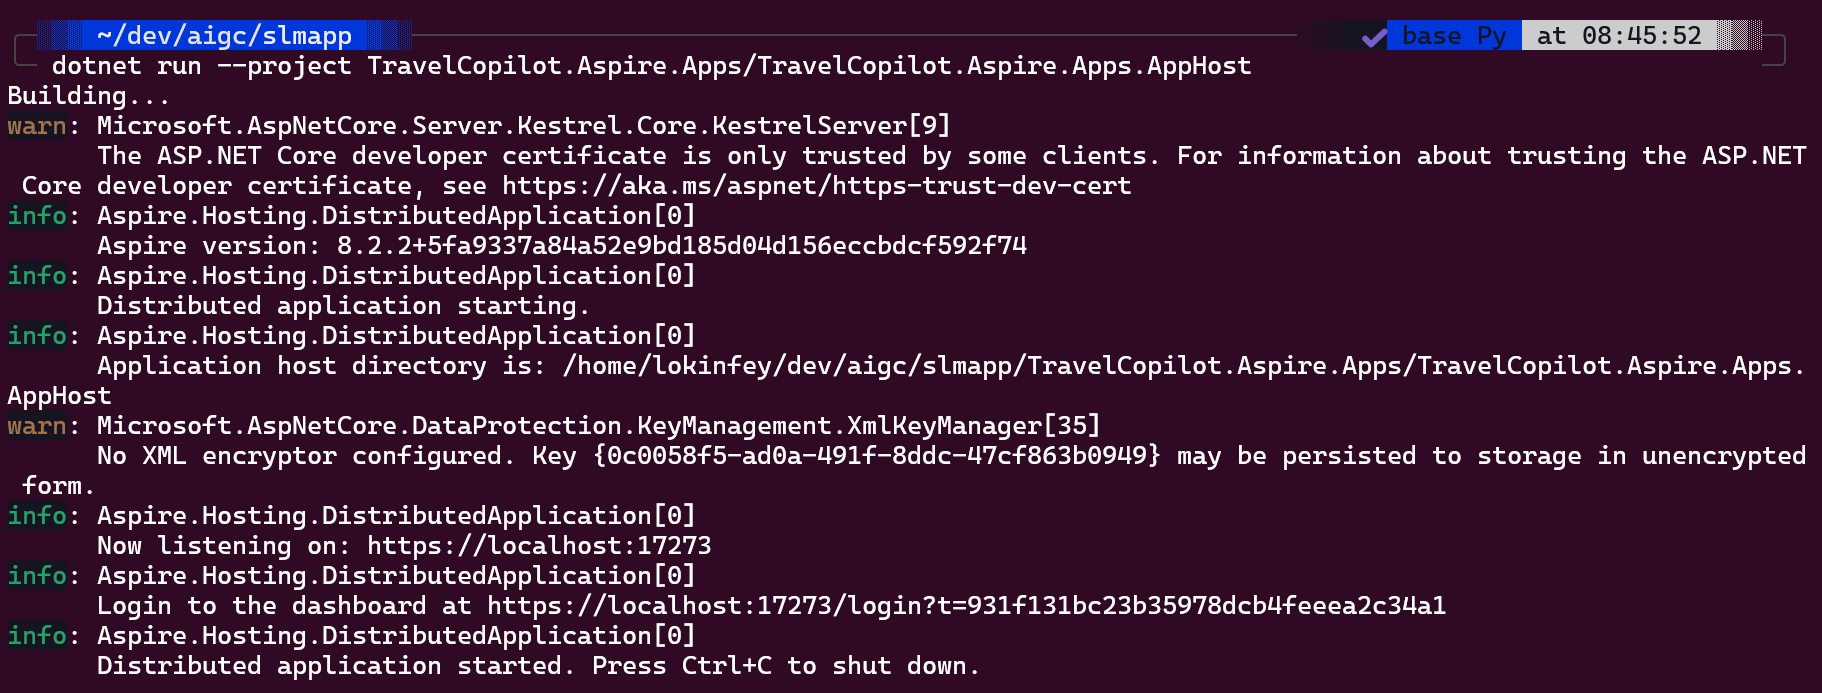 ~/dev/aigc/slmapp ✔ base Py at 08:45:52
dotnet run --project TravelCopilot.Aspire.Apps/TravelCopilot.Aspire.Apps.AppHost
Building...
warn: Microsoft.AspNetCore.Server.Kestrel.Core.KestrelServer[9]
The ASP.NET Core developer certificate is only trusted by some clients. For information about trusting the ASP.NET
Core developer certificate, see https://aka.ms/aspnet/https-trust-dev-cert
info: Aspire.Hosting.DistributedApplication[0]
Aspire version: 8.2.2+5fa9337a84a52e9bd185d04d156eccbdcf592f74
info: Aspire.Hosting.DistributedApplication[0]
Distributed application starting.
info: Aspire.Hosting.DistributedApplication[0]
Application host directory is: /home/lokinfey/dev/aigc/slmapp/TravelCopilot.Aspire.Apps/TravelCopilot.Aspire.Apps.
AppHost
warn: Microsoft.AspNetCore.DataProtection.KeyManagement.XmlKeyManager[35]
No XML encryptor configured. Key {0c0058f5-ad0a-491f-8ddc-47cf863b0949} may be persisted to storage in unencrypted
form.
info: Aspire.Hosting.DistributedApplication[0]
Now listening on: https://localhost:17273
info: Aspire.Hosting.DistributedApplication[0]
Login to the dashboard at https://localhost:17273/login?t=931f131bc23b35978dcb4feeea2c34a1
info: Aspire.Hosting.DistributedApplication[0]
Distributed application started. Press Ctrl+C to shut down.